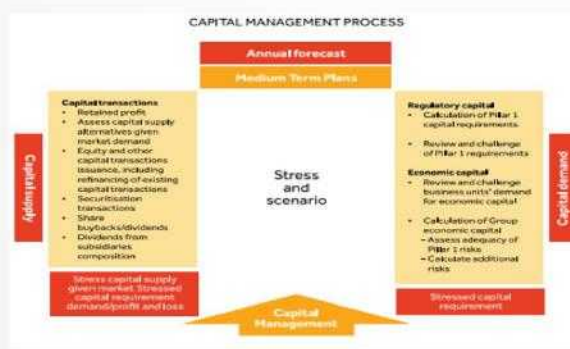 CAPITAL MANAGEMENT PROCESS
Annual forecast
Medium Term Plans
Capital supply
Capital transactions
• Retained profit
• Assess capital supply
alternatives given
market demand
• Equity and other
capital transactions
issuance, including
refinancing of existing
capital transactions
• Securitisation
transactions
• Share
buybacks/dividends
• Dividends from
subsidiaries
composition
Stress capital supply
given market Stressed
capital requirement
demand/profit and loss
Stress
and
scenario
Capital
Management
Regulatory capital
• Calculation of Pillar 1
capital requirements
• Review and challenge
of Pillar 1 requirements
Economic capital
• Review and challenge
business units' demand
for economic capital
• Calculation of Group
economic capital
– Assess adequacy of
Pillar 1 risks
– Calculate additional
risks
Stressed capital
requirement
Capital demand